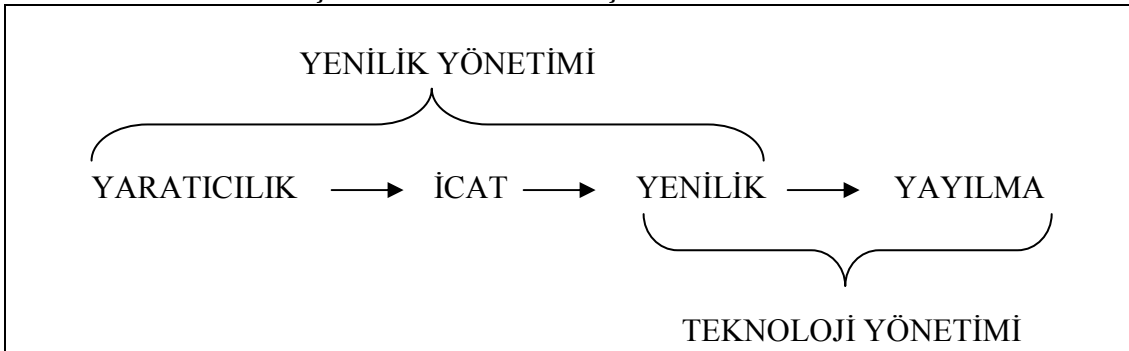 YENİLİK YÖNETİMİ
YARATICILIK İCAT YENİLİK YAYILMA
TEKNOLOJİ YÖNETİMİ